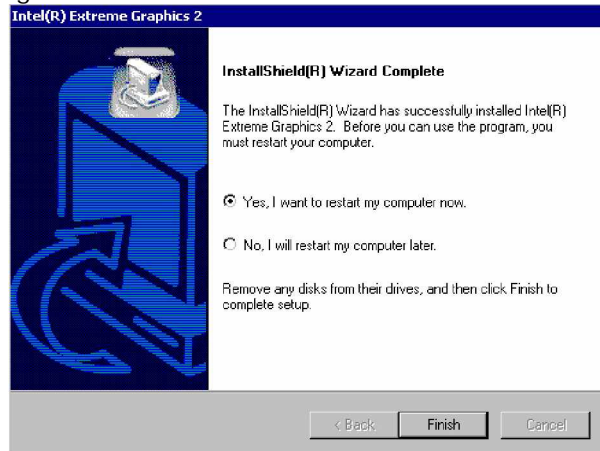 Intel(R) Extreme Graphics 2
InstallShield(R) Wizard Complete
The InstallShield(R) Wizard has successfully installed Intel(R)
Extreme Graphics 2. Before you can use the program, you
must restart your computer.
Yes, I want to restart my computer now.
No, I will restart my computer later.
Remove any disks from their drives, and then click Finish to
complete setup.
< Back
Finish
Cancel